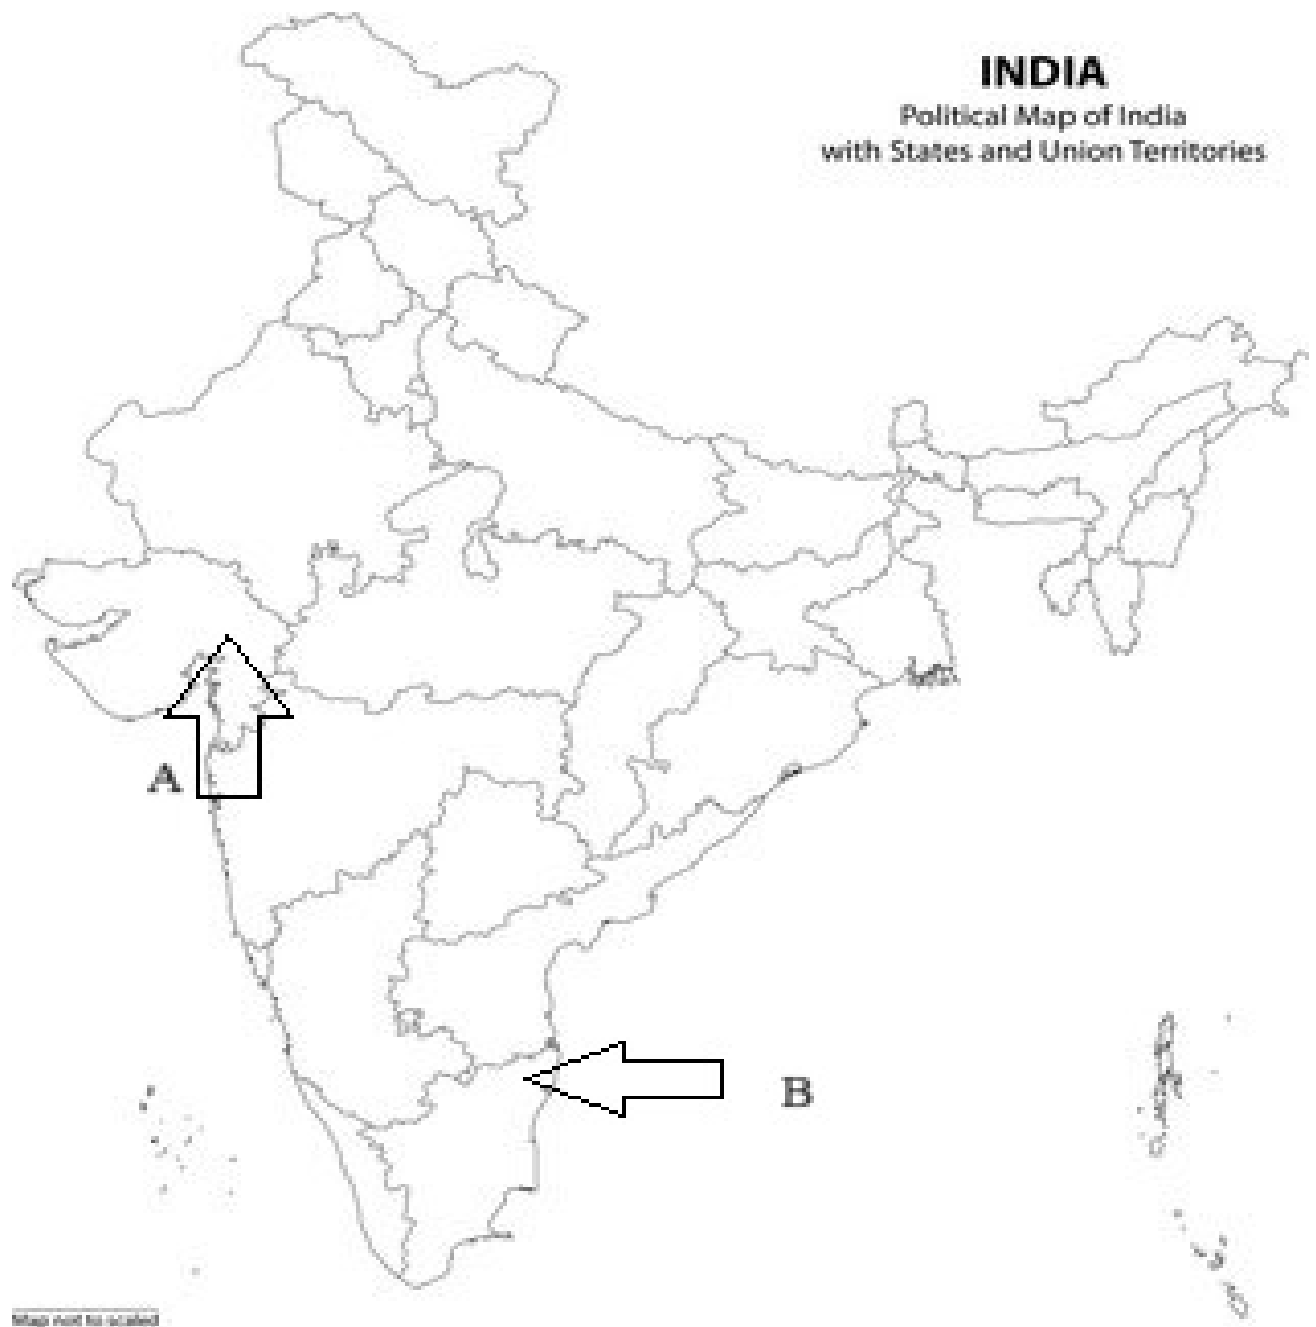 INDIA
Political Map of India
with States and Union Territories
A
B
Map not to scaled